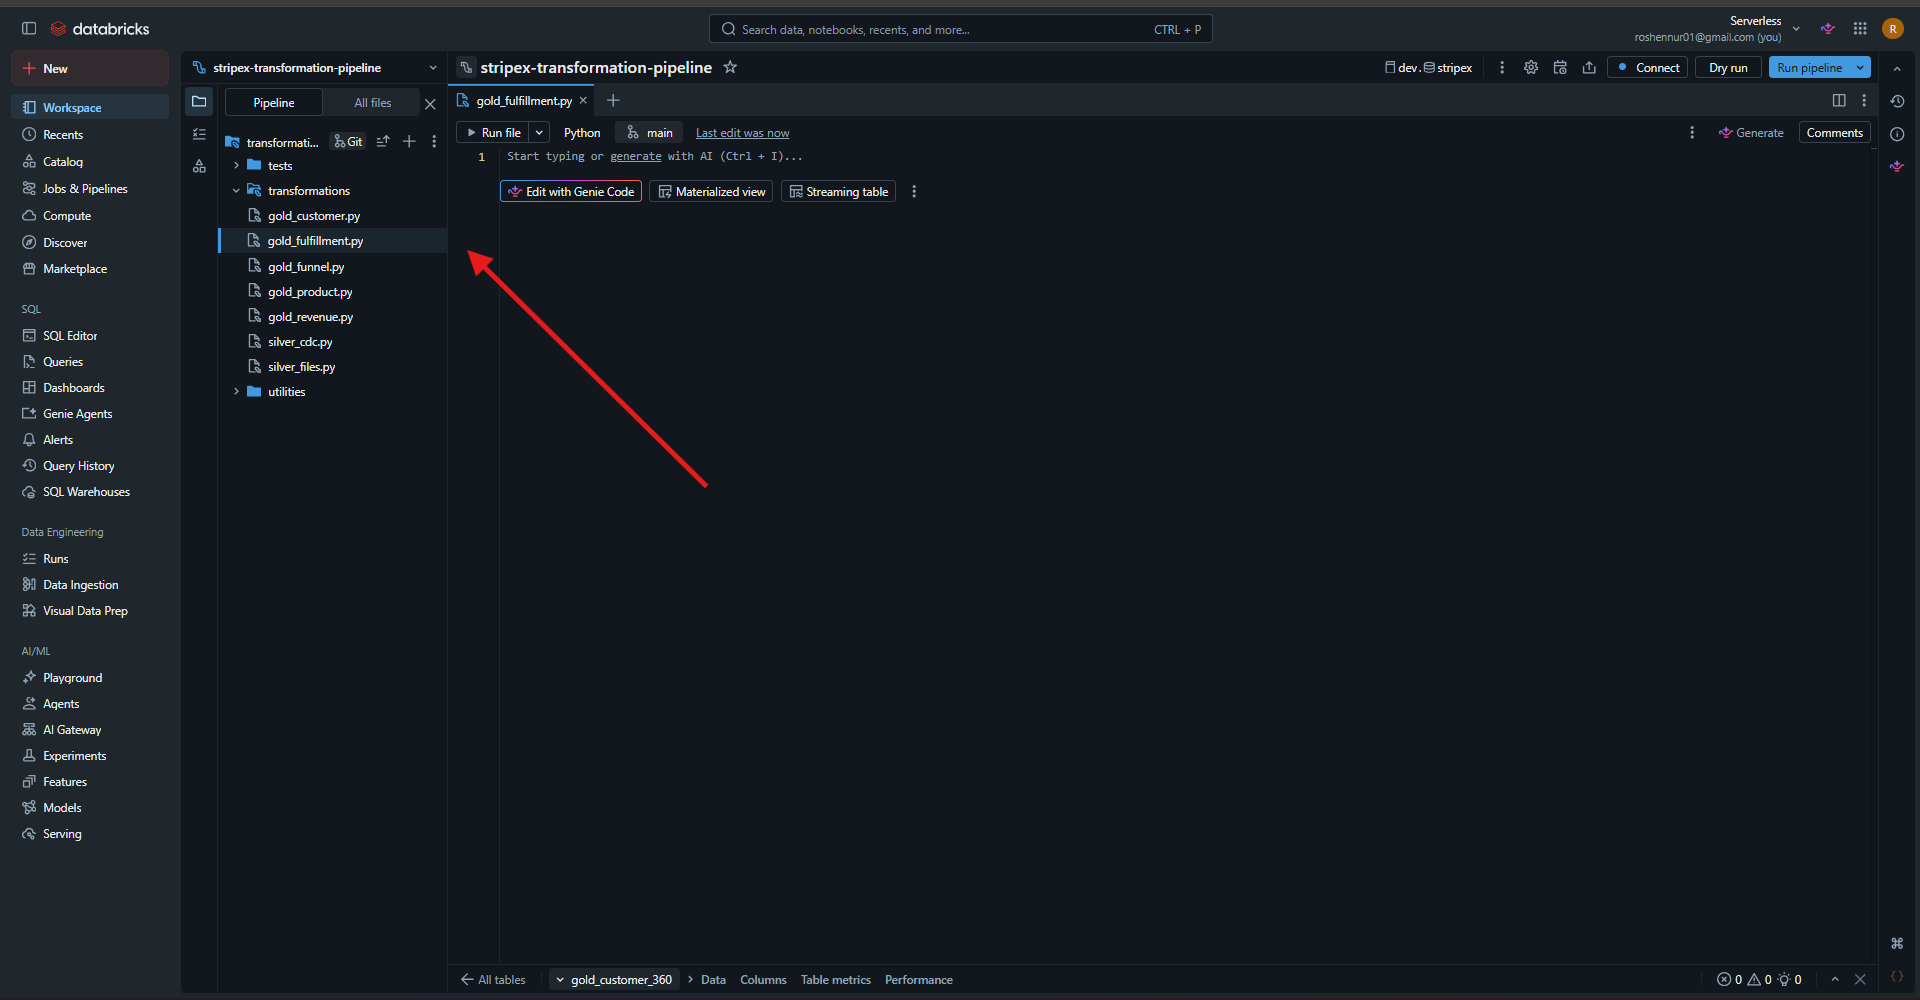 databricks
Search data, notebooks, recents, and more...
CTRL + P
Serverless
roshennur01@gmail.com (you)
R
New
Workspace
Recents
Catalog
Jobs & Pipelines
Compute
Discover
Marketplace
SQL
SQL Editor
Queries
Dashboards
Genie Agents
Alerts
Query History
SQL Warehouses
Data Engineering
Runs
Data Ingestion
Visual Data Prep
AI/ML
Playground
Agents
AI Gateway
Experiments
Features
Models
Serving
stripex-transformation-pipeline
Pipeline
All files
transformati...
Git
tests
transformations
gold_customer.py
gold_fulfillment.py
gold_funnel.py
gold_product.py
gold_revenue.py
silver_cdc.py
silver_files.py
utilities
stripex-transformation-pipeline
dev. stripex
Connect
Dry run
Run pipeline
gold_fulfillment.py
Run file
Python
main
Last edit was now
Generate
Comments
1 Start typing or generate with AI (Ctrl + I)...
Edit with Genie Code
Materialized view
Streaming table
All tables
gold_customer_360
Data
Columns
Table metrics
Performance
0 0 0